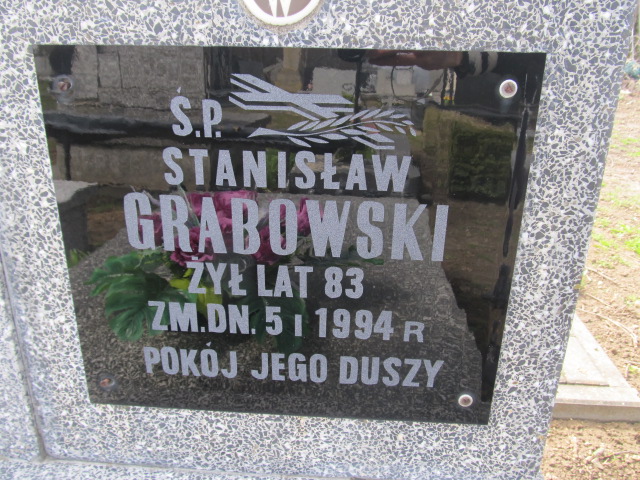 Ś.P.
STANISŁAW
GRABOWSKI
ŻYŁ LAT 83
ZM.DN. 5 I 1994 R
POKÓJ JEGO DUSZY